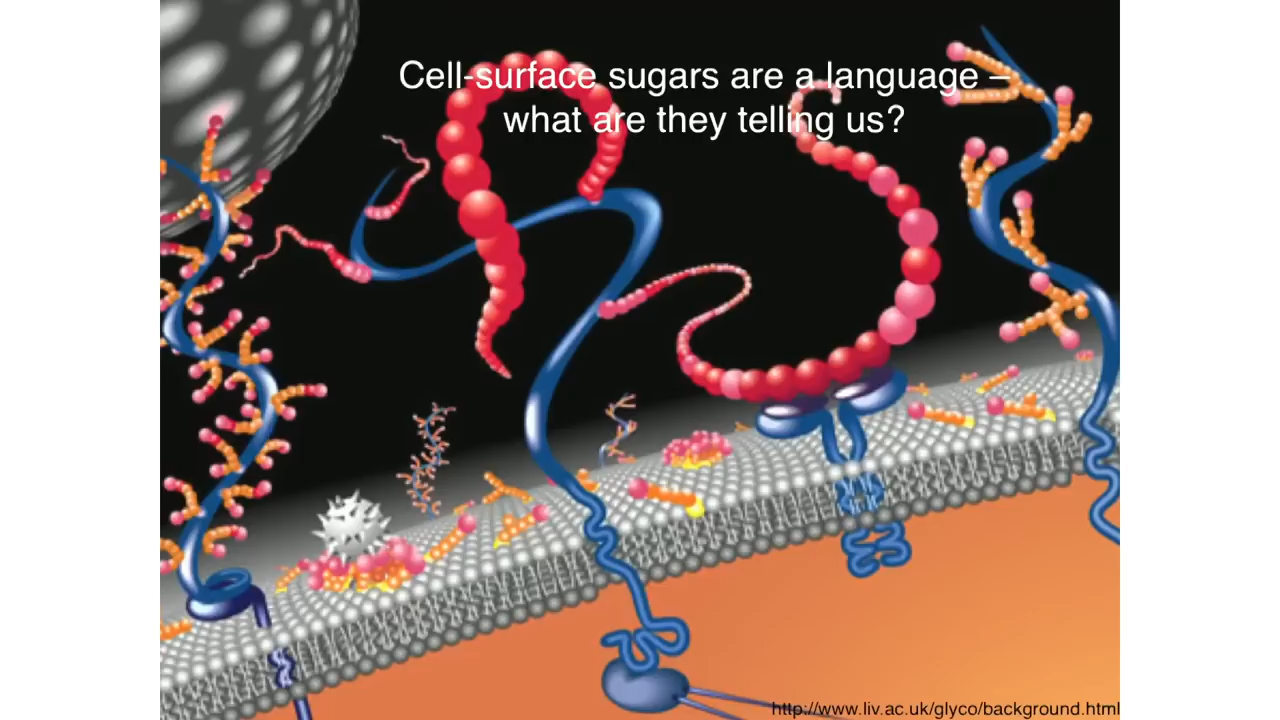 Cell-surface sugars are a language –
what are they telling us?
http://www.liv.ac.uk/glyco/background.html